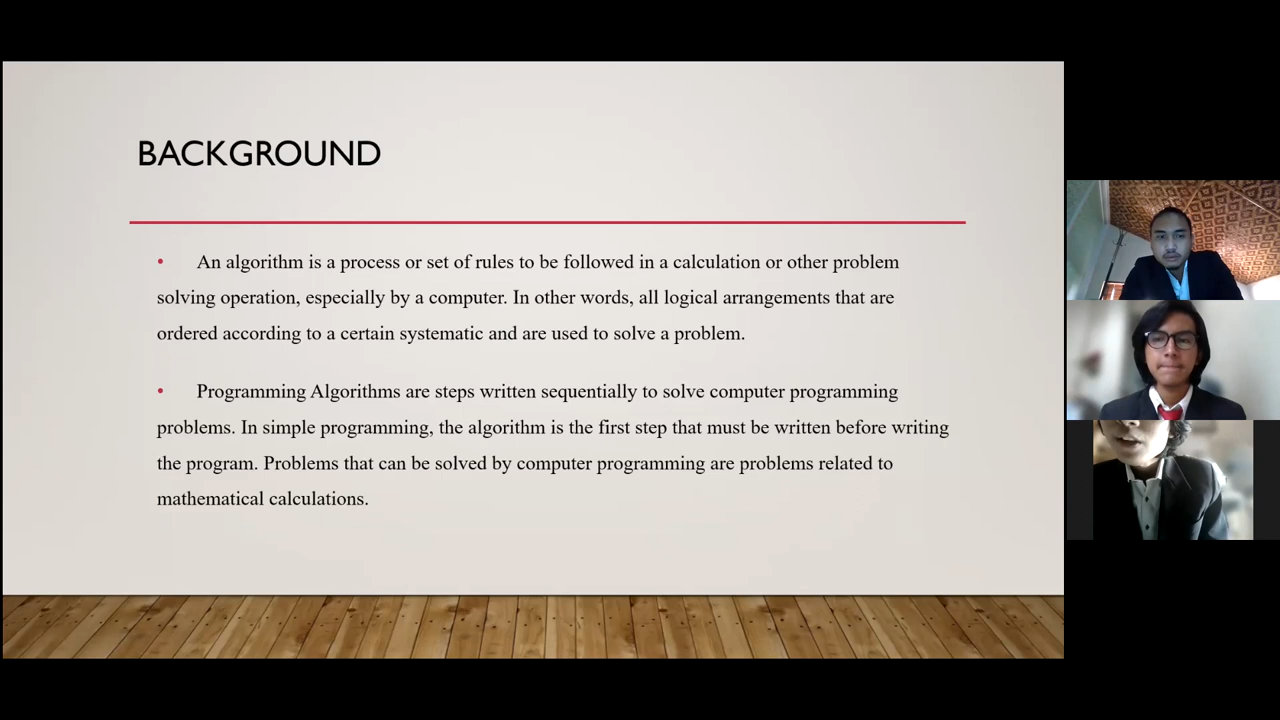 BACKGROUND
• An algorithm is a process or set of rules to be followed in a calculation or other problem
solving operation, especially by a computer. In other words, all logical arrangements that are
ordered according to a certain systematic and are used to solve a problem.
• Programming Algorithms are steps written sequentially to solve computer programming
problems. In simple programming, the algorithm is the first step that must be written before writing
the program. Problems that can be solved by computer programming are problems related to
mathematical calculations.